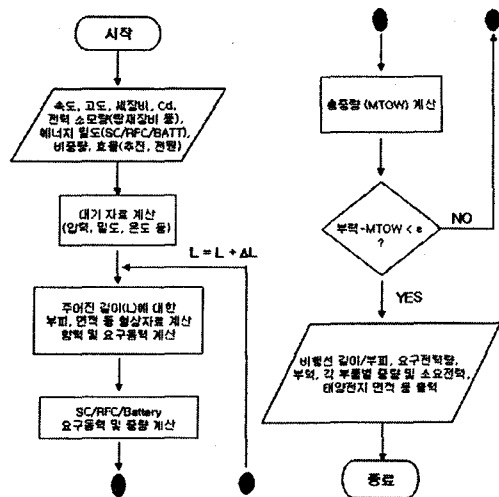 시작
속도, 고도, 세장비, Cd,
전력 소모량(탑재장비 등),
에너지 밀도(SC/RFC/BATT),
비중량, 효율(추진, 전원)
대기 자료 계산
(압력, 밀도, 온도 등)
L = L + ΔL
주어진 길이(L)에 대한
부피, 면적 등 형상자료 계산
항력 및 요구동력 계산
SC/RFC/Battery
요구동력 및 중량 계산
총중량 (MTOW) 계산
부력-MTOW < e
?
NO
YES
비행선 길이/부피, 요구전력량,
부력, 각 부품별 중량 및 소요전력,
태양전지 면적 등 출력
종료